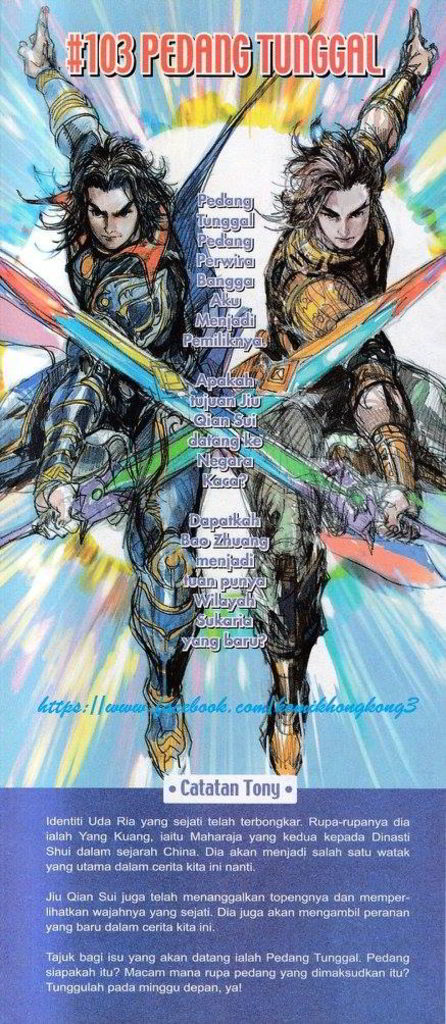 #103 PEDANG TUNGGAL
Pedang
Tunggal
Pedang
Perwira
Bangga
Aku
Menjadi
Pemiliknya.
Apakah
tujuan Jiu
Qian Sui
datang ke
Negara
Kaca?
Dapatkah
Bao Zhuang
menjadi
tuan punya
Wilayah
Sukaria
yang baru?
https://www.facebook.com/komikhongkong3
• Catatan Tony •
Identiti Uda Ria yang sejati telah terbongkar. Rupa-rupanya dia
ialah Yang Kuang, iaitu Maharaja yang kedua kepada Dinasti
Shui dalam sejarah China. Dia akan menjadi salah satu watak
yang utama dalam cerita kita ini nanti.
Jiu Qian Sui juga telah menanggalkan topengnya dan memper-
lihatkan wajahnya yang sejati. Dia juga akan mengambil peranan
yang baru dalam cerita kita ini.
Tajuk bagi isu yang akan datang ialah Pedang Tunggal. Pedang
siapakah itu? Macam mana rupa pedang yang dimaksudkan itu?
Tunggulah pada minggu depan, ya!